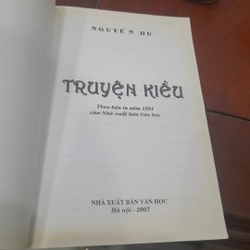 NGUYỄN DU
TRUYỆN KIỀU
Theo bản in năm 1951
của Nhà xuất bản Văn học
NHÀ XUẤT BẢN VĂN HỌC
Hà nội - 2007